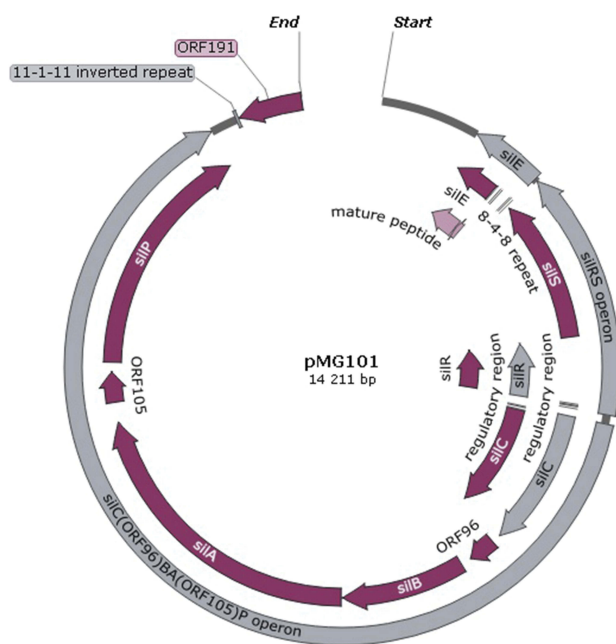 End
Start
ORF191
11-1-11 inverted repeat
silE
silE
8-4-8 repeat
mature peptide
silP
silS
silRS operon
pMG101
14 211 bp
silR
silR
regulatory region
regulatory region
ORF105
silC
silC
ORF96
silA
silB
silC(ORF96)BA(ORF105)P operon